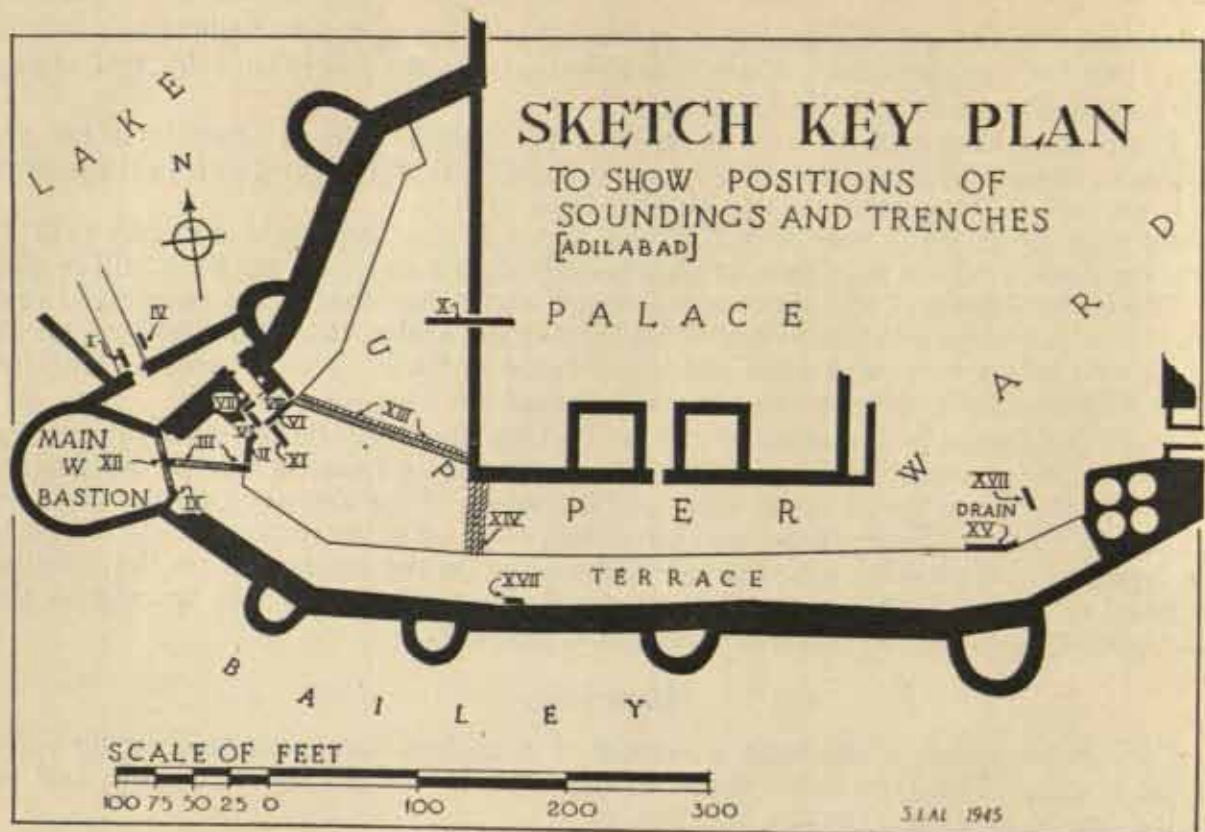 SKETCH KEY PLAN
TO SHOW POSITIONS OF
SOUNDINGS AND TRENCHES
[ADILABAD]
LAKE
N
IV
X
PALACE
UPPER WARD
XIII
VII
VI
III
VI
XI
MAIN
W
BASTION
XII
IX
XIV
XVII
DRAIN
XV
XVII
TERRACE
BAILEY
SCALE OF FEET
100 75 50 25 0 100 200 300
1945